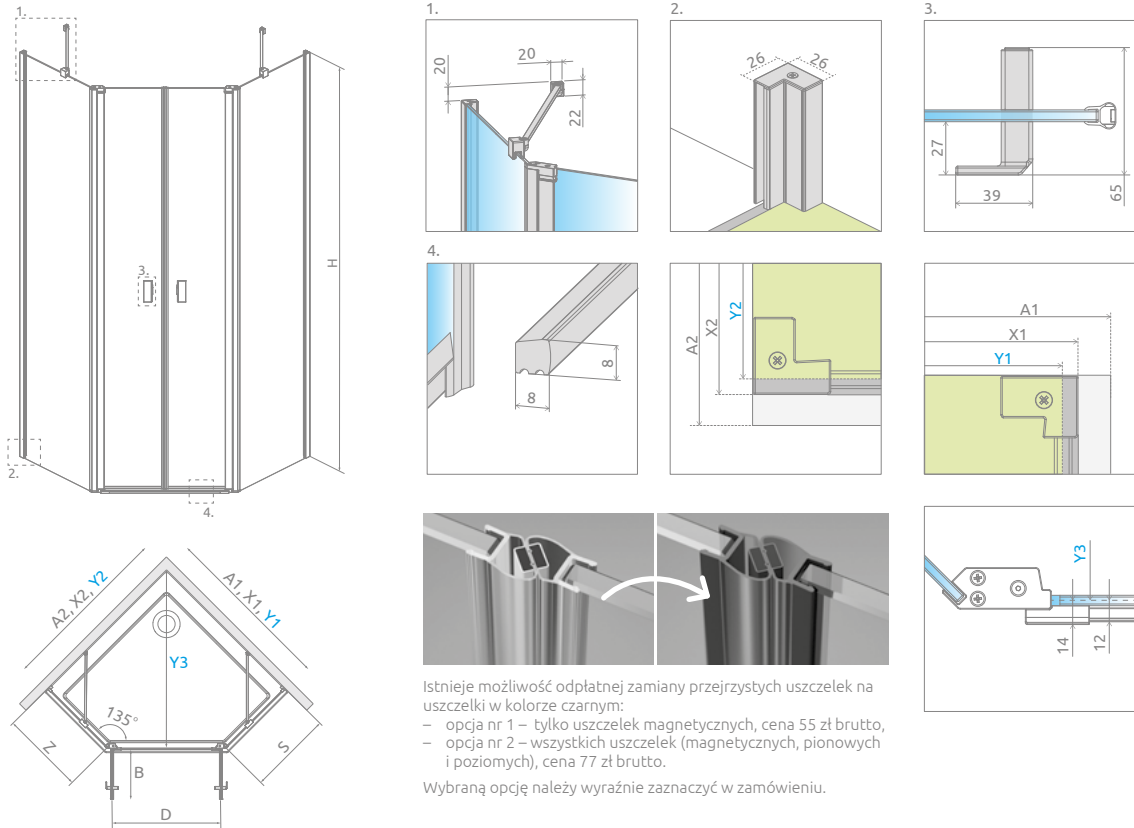 1.
H
3.
2.
4.
A2, X2, Y2
A1, X1, Y1
Y3
135°
Z
S
B
D
1.
20
20
22
2.
26
26
3.
27
39
65
4.
8
8
A2
X2
Y2
A1
X1
Y1
Y3
14
12
Istnieje możliwość odpłatnej zamiany przejrzystych uszczelek na
uszczelki w kolorze czarnym:
– opcja nr 1 – tylko uszczelek magnetycznych, cena 55 zł brutto,
– opcja nr 2 – wszystkich uszczelek (magnetycznych, pionowych
i poziomych), cena 77 zł brutto.
Wybraną opcję należy wyraźnie zaznaczyć w zamówieniu.